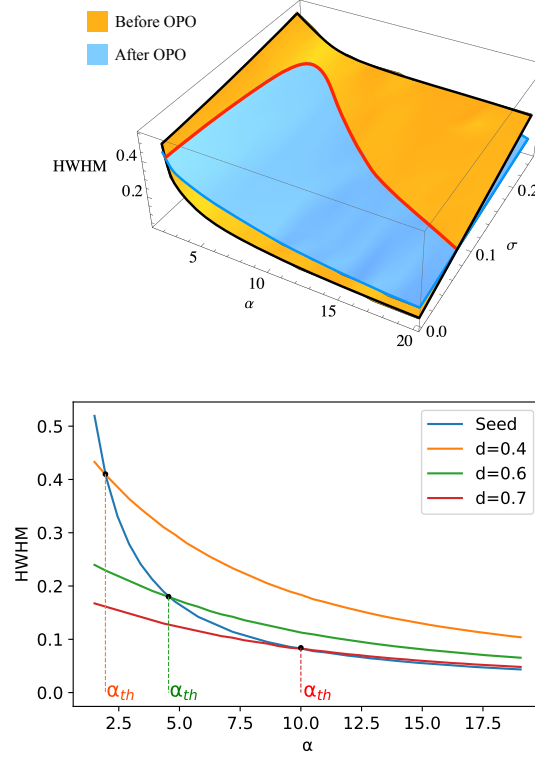 Before OPO
After OPO
HWHM
0.4
0.2
5
10
15
20
α
0.0
0.1
0.2
σ
0.5
0.4
0.3
0.2
0.1
0.0
HWHM
Seed
d=0.4
d=0.6
d=0.7
αth αth αth
2.5 5.0 7.5 10.0 12.5 15.0 17.5
α